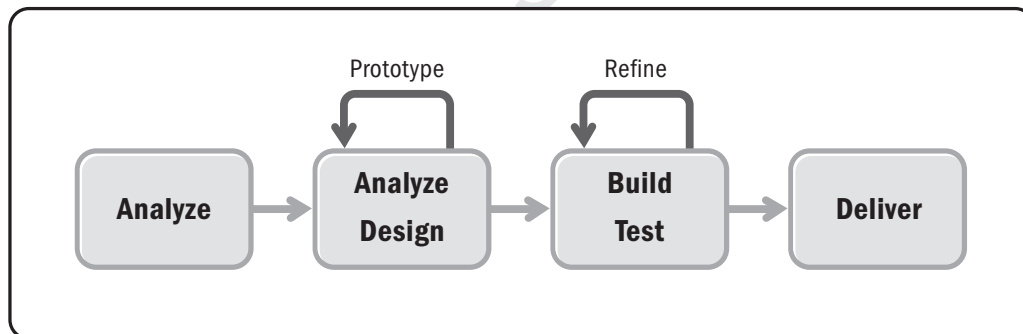 Prototype
Refine
Analyze
Analyze
Design
Build
Test
Deliver